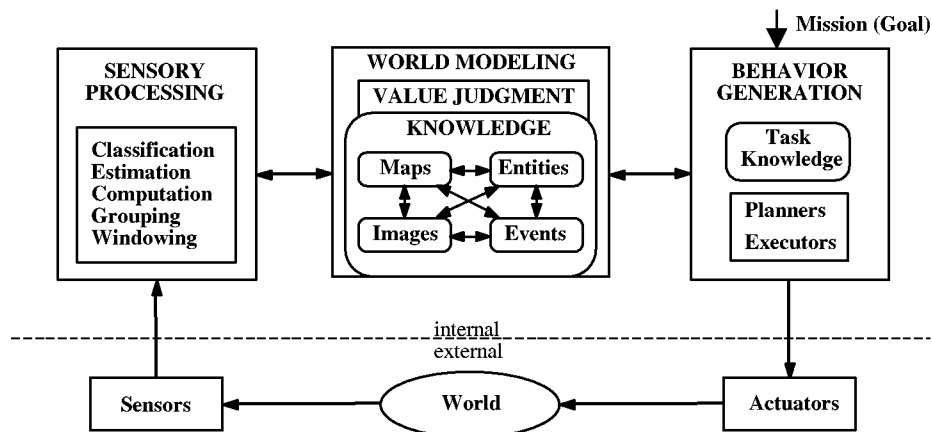 Mission (Goal)
SENSORY
PROCESSING
Classification
Estimation
Computation
Grouping
Windowing
WORLD MODELING
VALUE JUDGMENT
KNOWLEDGE
Maps
Entities
Images
Events
BEHAVIOR
GENERATION
Task
Knowledge
Planners
Executors
internal
external
Sensors
World
Actuators